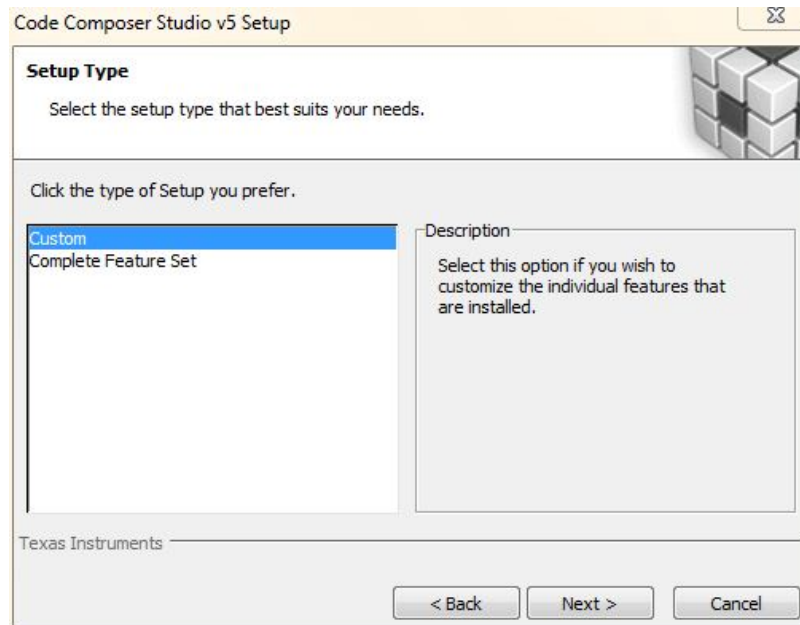 Code Composer Studio v5 Setup
Setup Type
Select the setup type that best suits your needs.
Click the type of Setup you prefer.
Custom
Complete Feature Set
Description
Select this option if you wish to
customize the individual features that
are installed.
Texas Instruments
< Back
Next >
Cancel